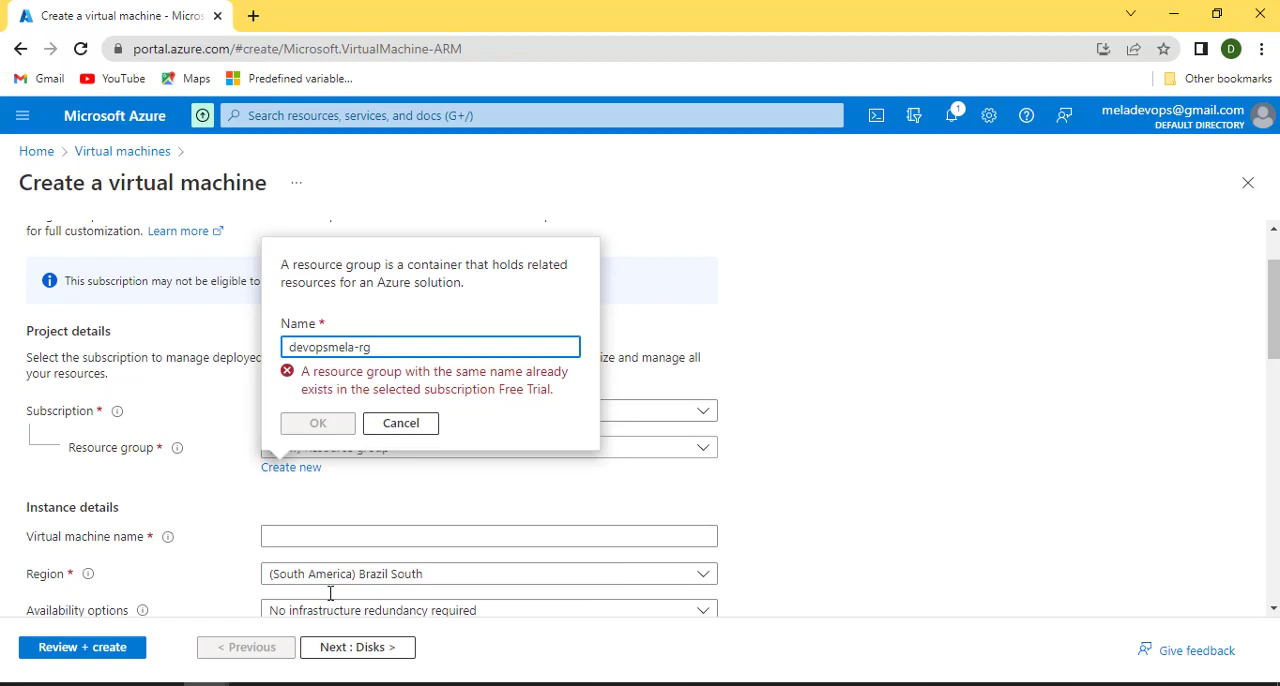 Create a virtual machine - Micros
portal.azure.com/#create/Microsoft.VirtualMachine-ARM
D
Gmail YouTube Maps Predefined variable... Other bookmarks
Microsoft Azure Search resources, services, and docs (G+/) 1 meladevops@gmail.com
DEFAULT DIRECTORY
Home > Virtual machines >
Create a virtual machine ...
for full customization. Learn more
This subscription may not be eligible to
A resource group is a container that holds related
resources for an Azure solution.
Name *
devopsmela-rg
A resource group with the same name already
exists in the selected subscription Free Trial.
OK Cancel
Project details
Select the subscription to manage deployed ize and manage all
your resources.
Subscription *
Resource group *
Create new
Instance details
Virtual machine name *
Region * (South America) Brazil South
Availability options No infrastructure redundancy required
Review + create < Previous Next : Disks > Give feedback